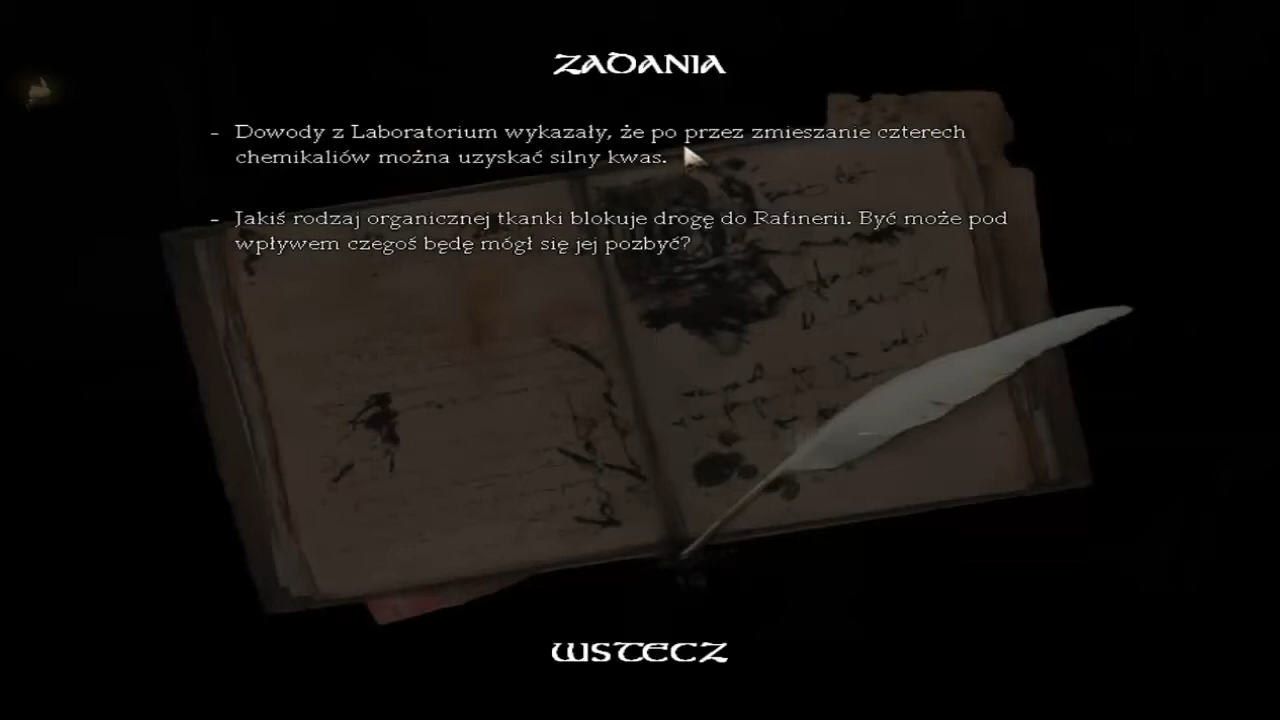 ZADANIA
- Dowody z Laboratorium wykazały, że po przez zmieszanie czterech
chemikaliów można uzyskać silny kwas.
- Jakiś rodzaj organicznej tkanki blokuje drogę do Rafinerii. Być może pod
wpływem czegoś będę mógł się jej pozbyć?
WSTECZ